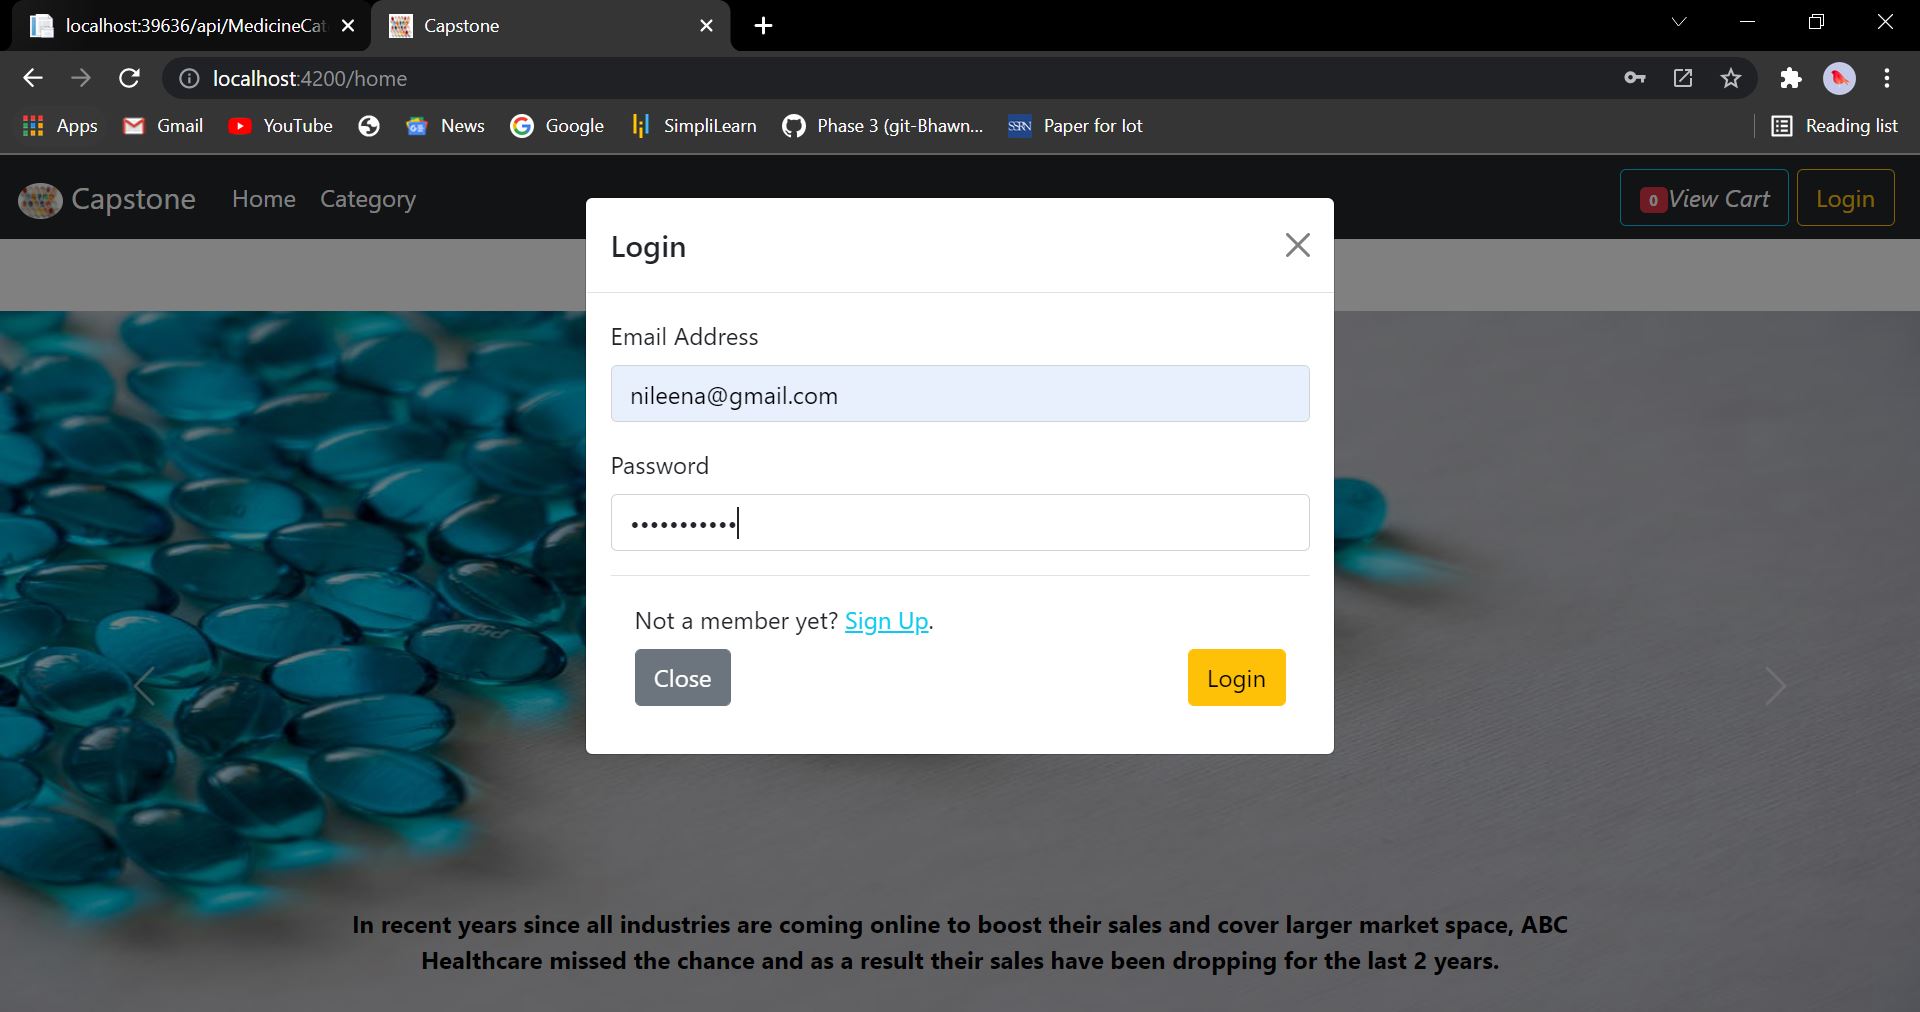 localhost:39636/api/MedicineCat
Capstone
localhost:4200/home
Apps
Gmail
YouTube
News
Google
SimpliLearn
Phase 3 (git-Bhawn...
SSRN
Paper for Iot
Reading list
Capstone
Home
Category
0
View Cart
Login
Login
Email Address
nileena@gmail.com
Password
•••••••••••
Not a member yet? Sign Up.
Close
Login
In recent years since all industries are coming online to boost their sales and cover larger market space, ABC
Healthcare missed the chance and as a result their sales have been dropping for the last 2 years.